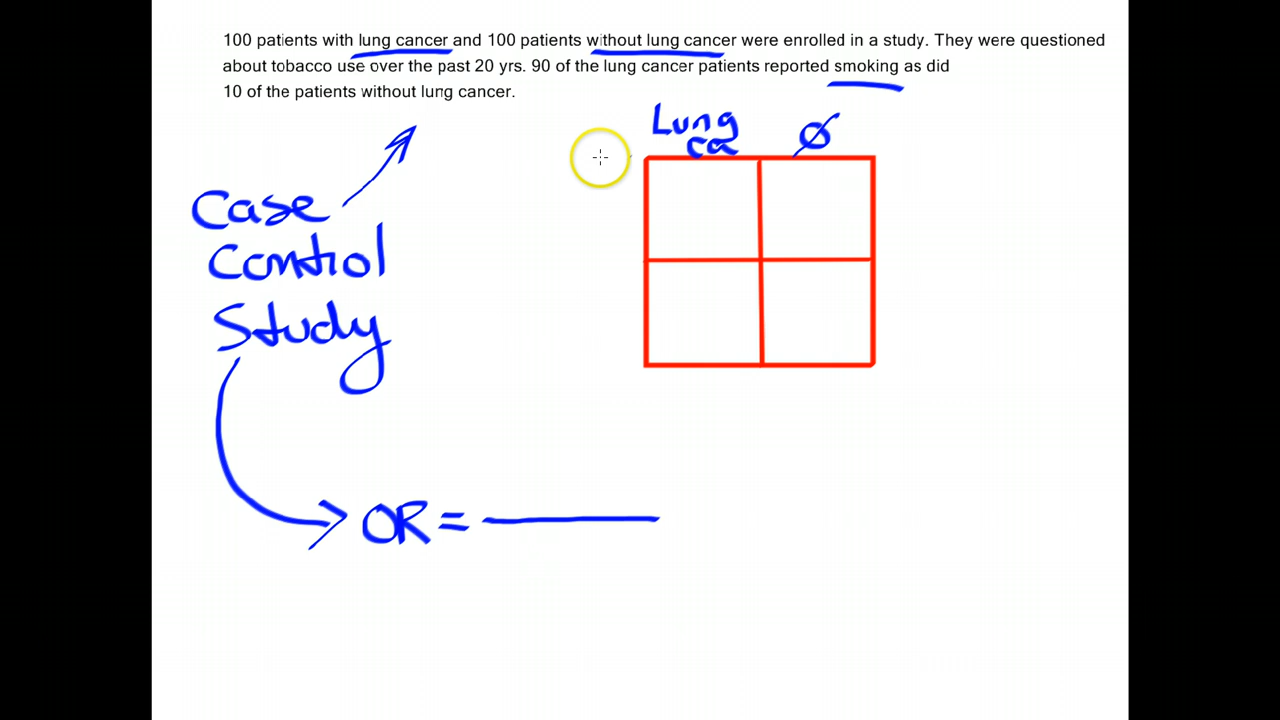 100 patients with lung cancer and 100 patients without lung cancer were enrolled in a study. They were questioned
about tobacco use over the past 20 yrs. 90 of the lung cancer patients reported smoking as did
10 of the patients without lung cancer.
Lung
ca
Ø
Case
Control
Study
OR =